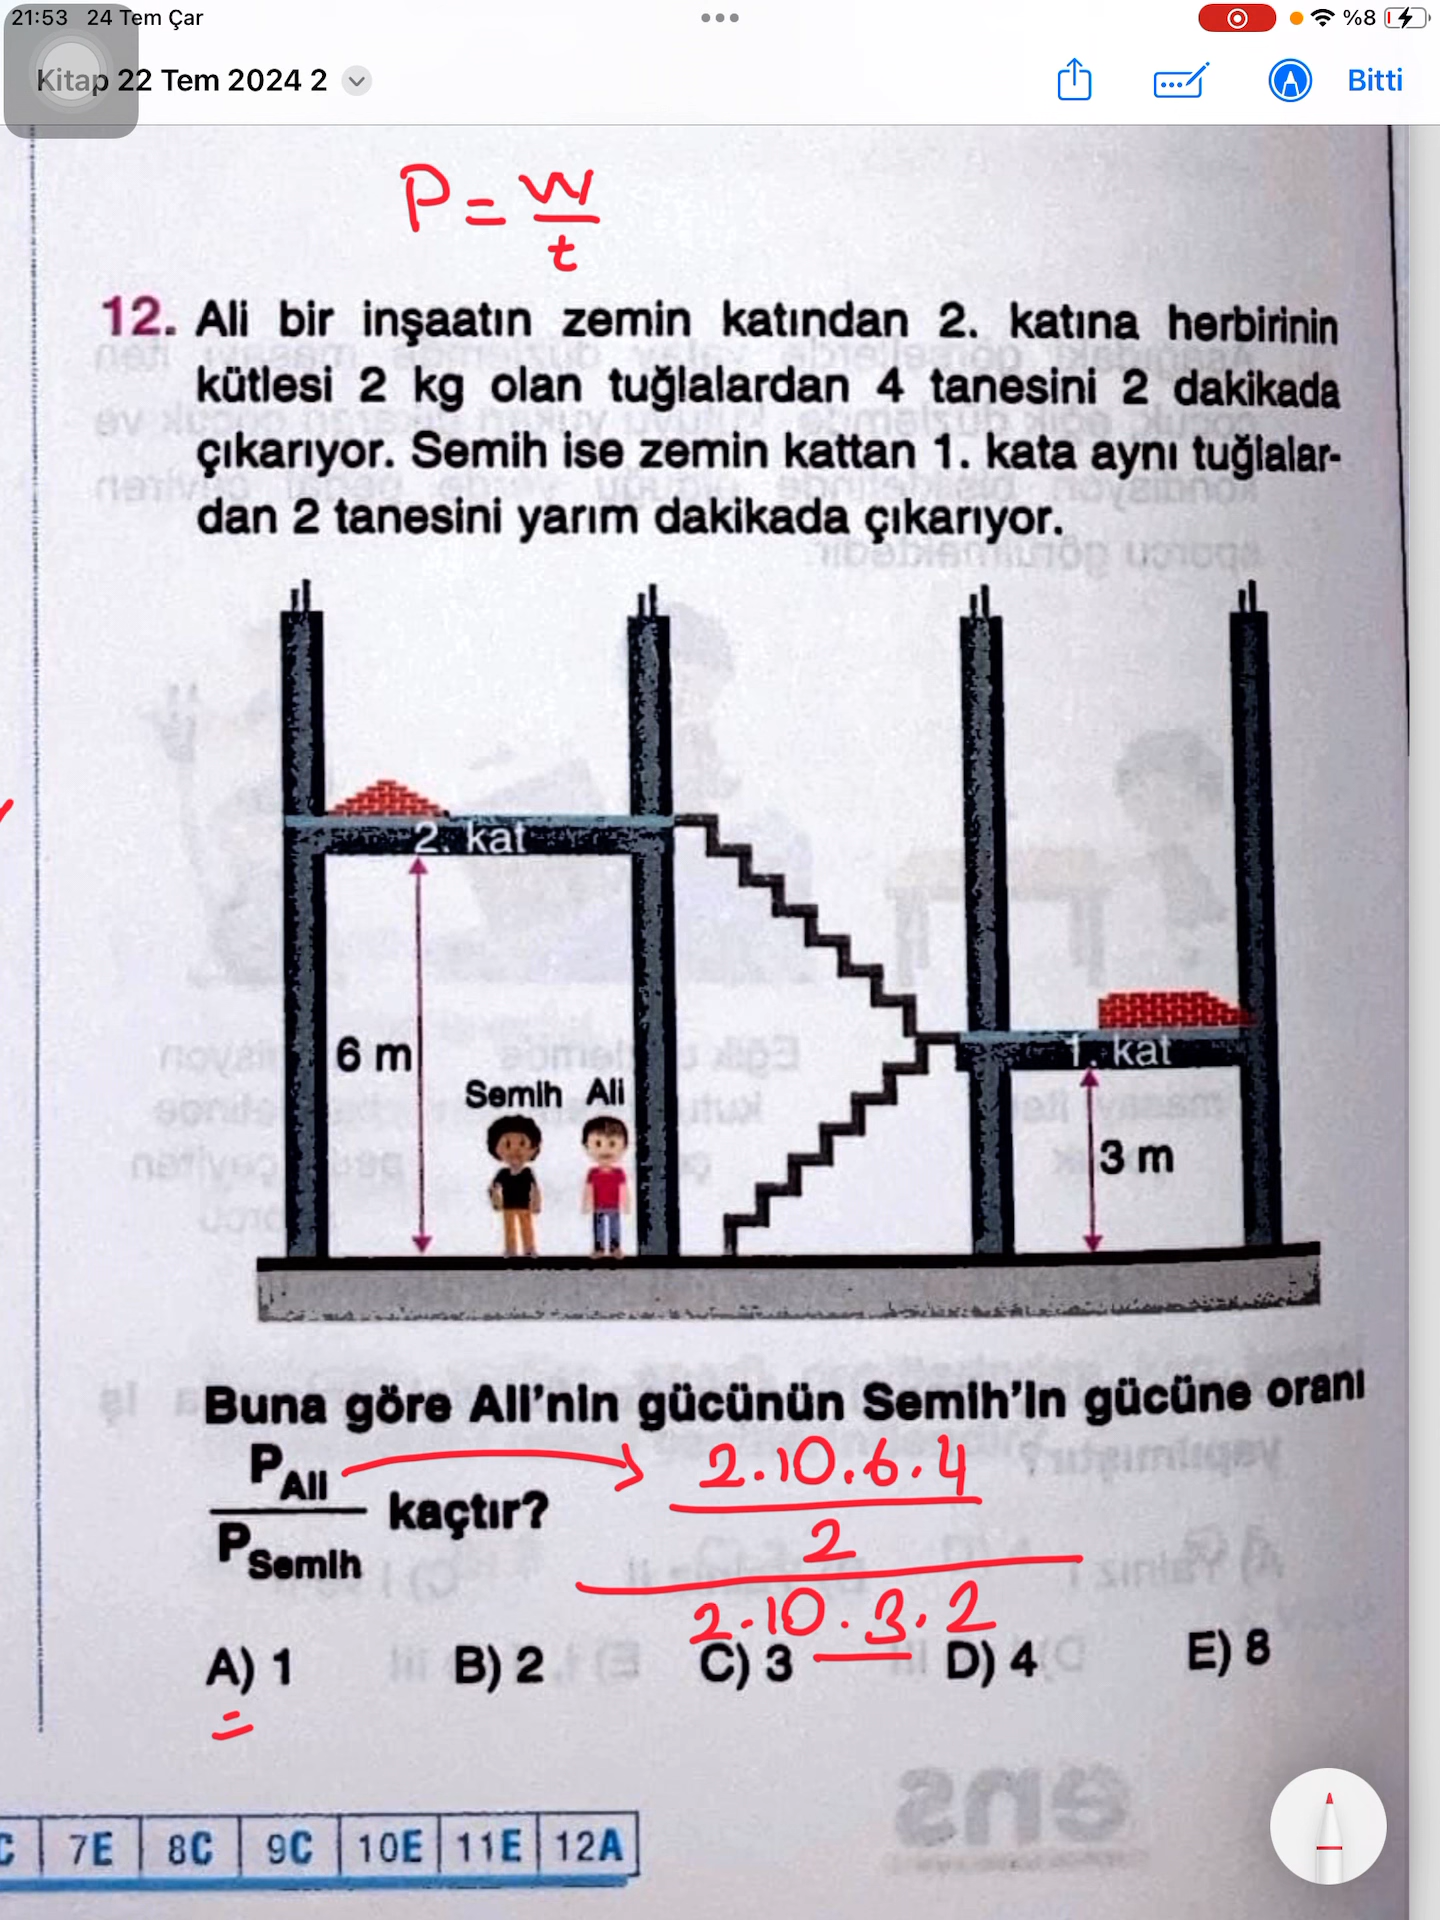 21:53 24 Tem Çar
%8
Kitap 22 Tem 2024 2
Bitti
P = W
t
12. Ali bir inşaatın zemin katından 2. katına herbirinin
kütlesi 2 kg olan tuğlalardan 4 tanesini 2 dakikada
çıkarıyor. Semih ise zemin kattan 1. kata aynı tuğlalar-
dan 2 tanesini yarım dakikada çıkarıyor.
2. kat
1. kat
6 m
Semih Ali
3 m
Buna göre Ali'nin gücünün Semih'in gücüne oranı
P Ali
P Semih
kaçtır?
2.10.6.4
2
2.10.3.2
A) 1 B) 2 C) 3 D) 4 E) 8
C 7E 8C 9C 10E 11E 12A
ens